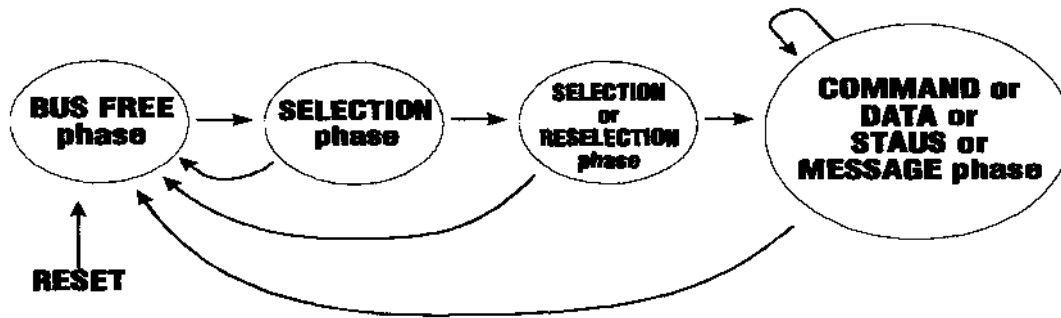 BUS FREE
phase
SELECTION
phase
SELECTION
or
RESELECTION
phase
COMMAND or
DATA or
STAUS or
MESSAGE phase
RESET